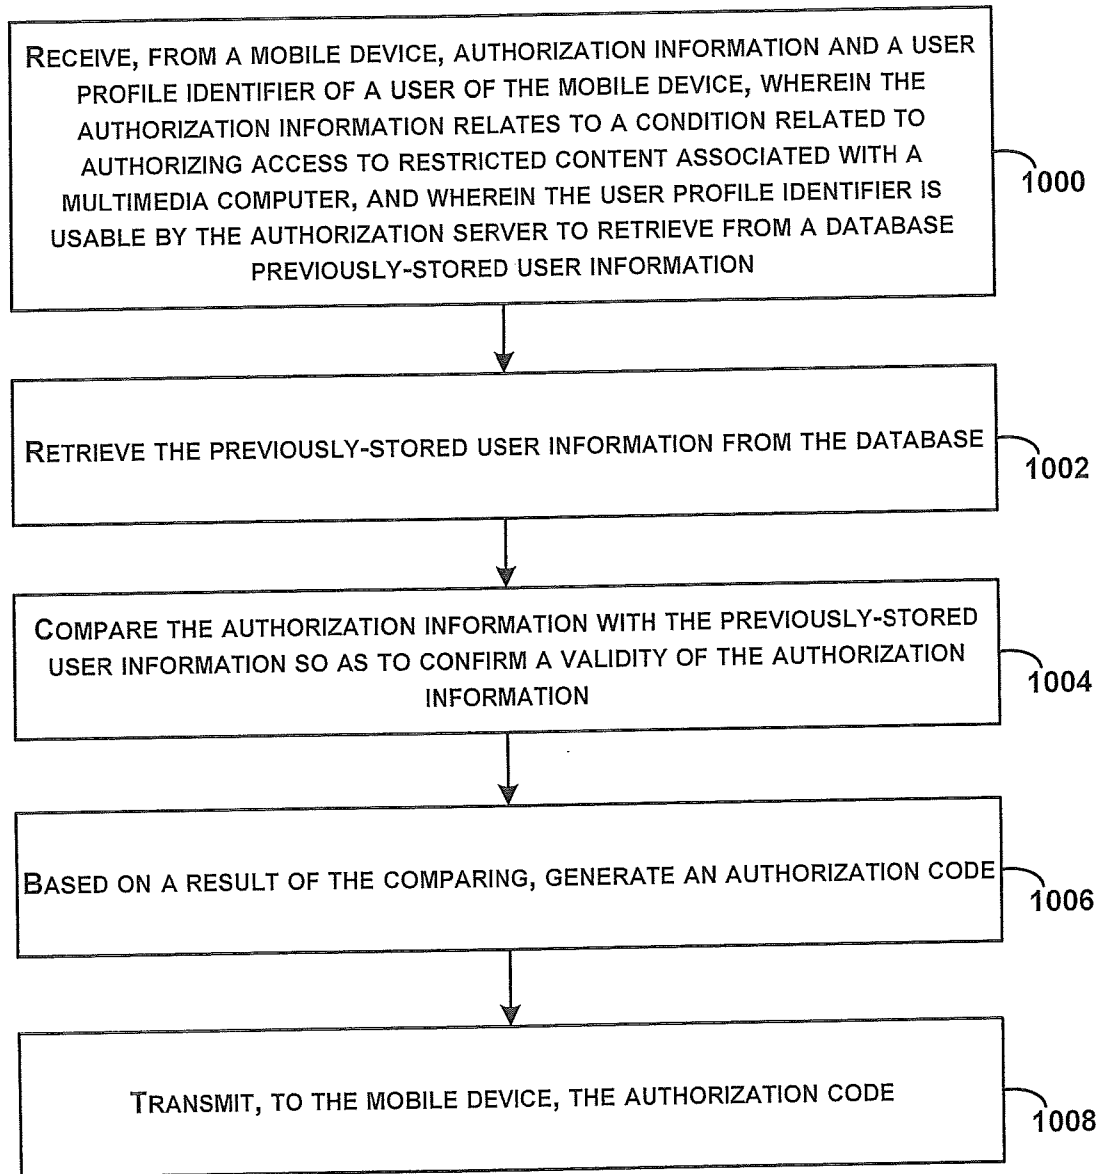 RECEIVE, FROM A MOBILE DEVICE, AUTHORIZATION INFORMATION AND A USER
PROFILE IDENTIFIER OF A USER OF THE MOBILE DEVICE, WHEREIN THE
AUTHORIZATION INFORMATION RELATES TO A CONDITION RELATED TO
AUTHORIZING ACCESS TO RESTRICTED CONTENT ASSOCIATED WITH A
MULTIMEDIA COMPUTER, AND WHEREIN THE USER PROFILE IDENTIFIER IS
USABLE BY THE AUTHORIZATION SERVER TO RETRIEVE FROM A DATABASE
PREVIOUSLY-STORED USER INFORMATION
1000
RETRIEVE THE PREVIOUSLY-STORED USER INFORMATION FROM THE DATABASE
1002
COMPARE THE AUTHORIZATION INFORMATION WITH THE PREVIOUSLY-STORED
USER INFORMATION SO AS TO CONFIRM A VALIDITY OF THE AUTHORIZATION
INFORMATION
1004
BASED ON A RESULT OF THE COMPARING, GENERATE AN AUTHORIZATION CODE
1006
TRANSMIT, TO THE MOBILE DEVICE, THE AUTHORIZATION CODE
1008